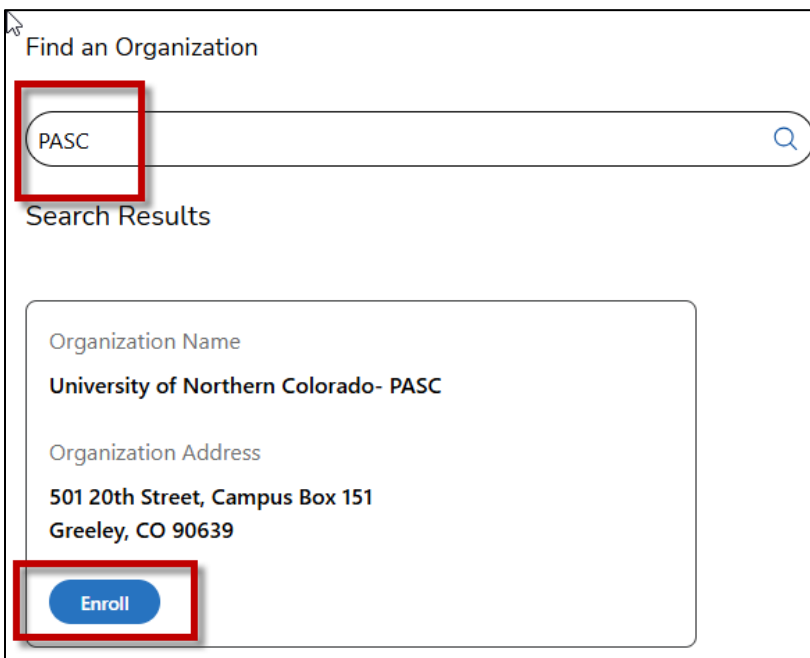 Find an Organization
PASC
Search Results
Organization Name
University of Northern Colorado- PASC
Organization Address
501 20th Street, Campus Box 151
Greeley, CO 90639
Enroll